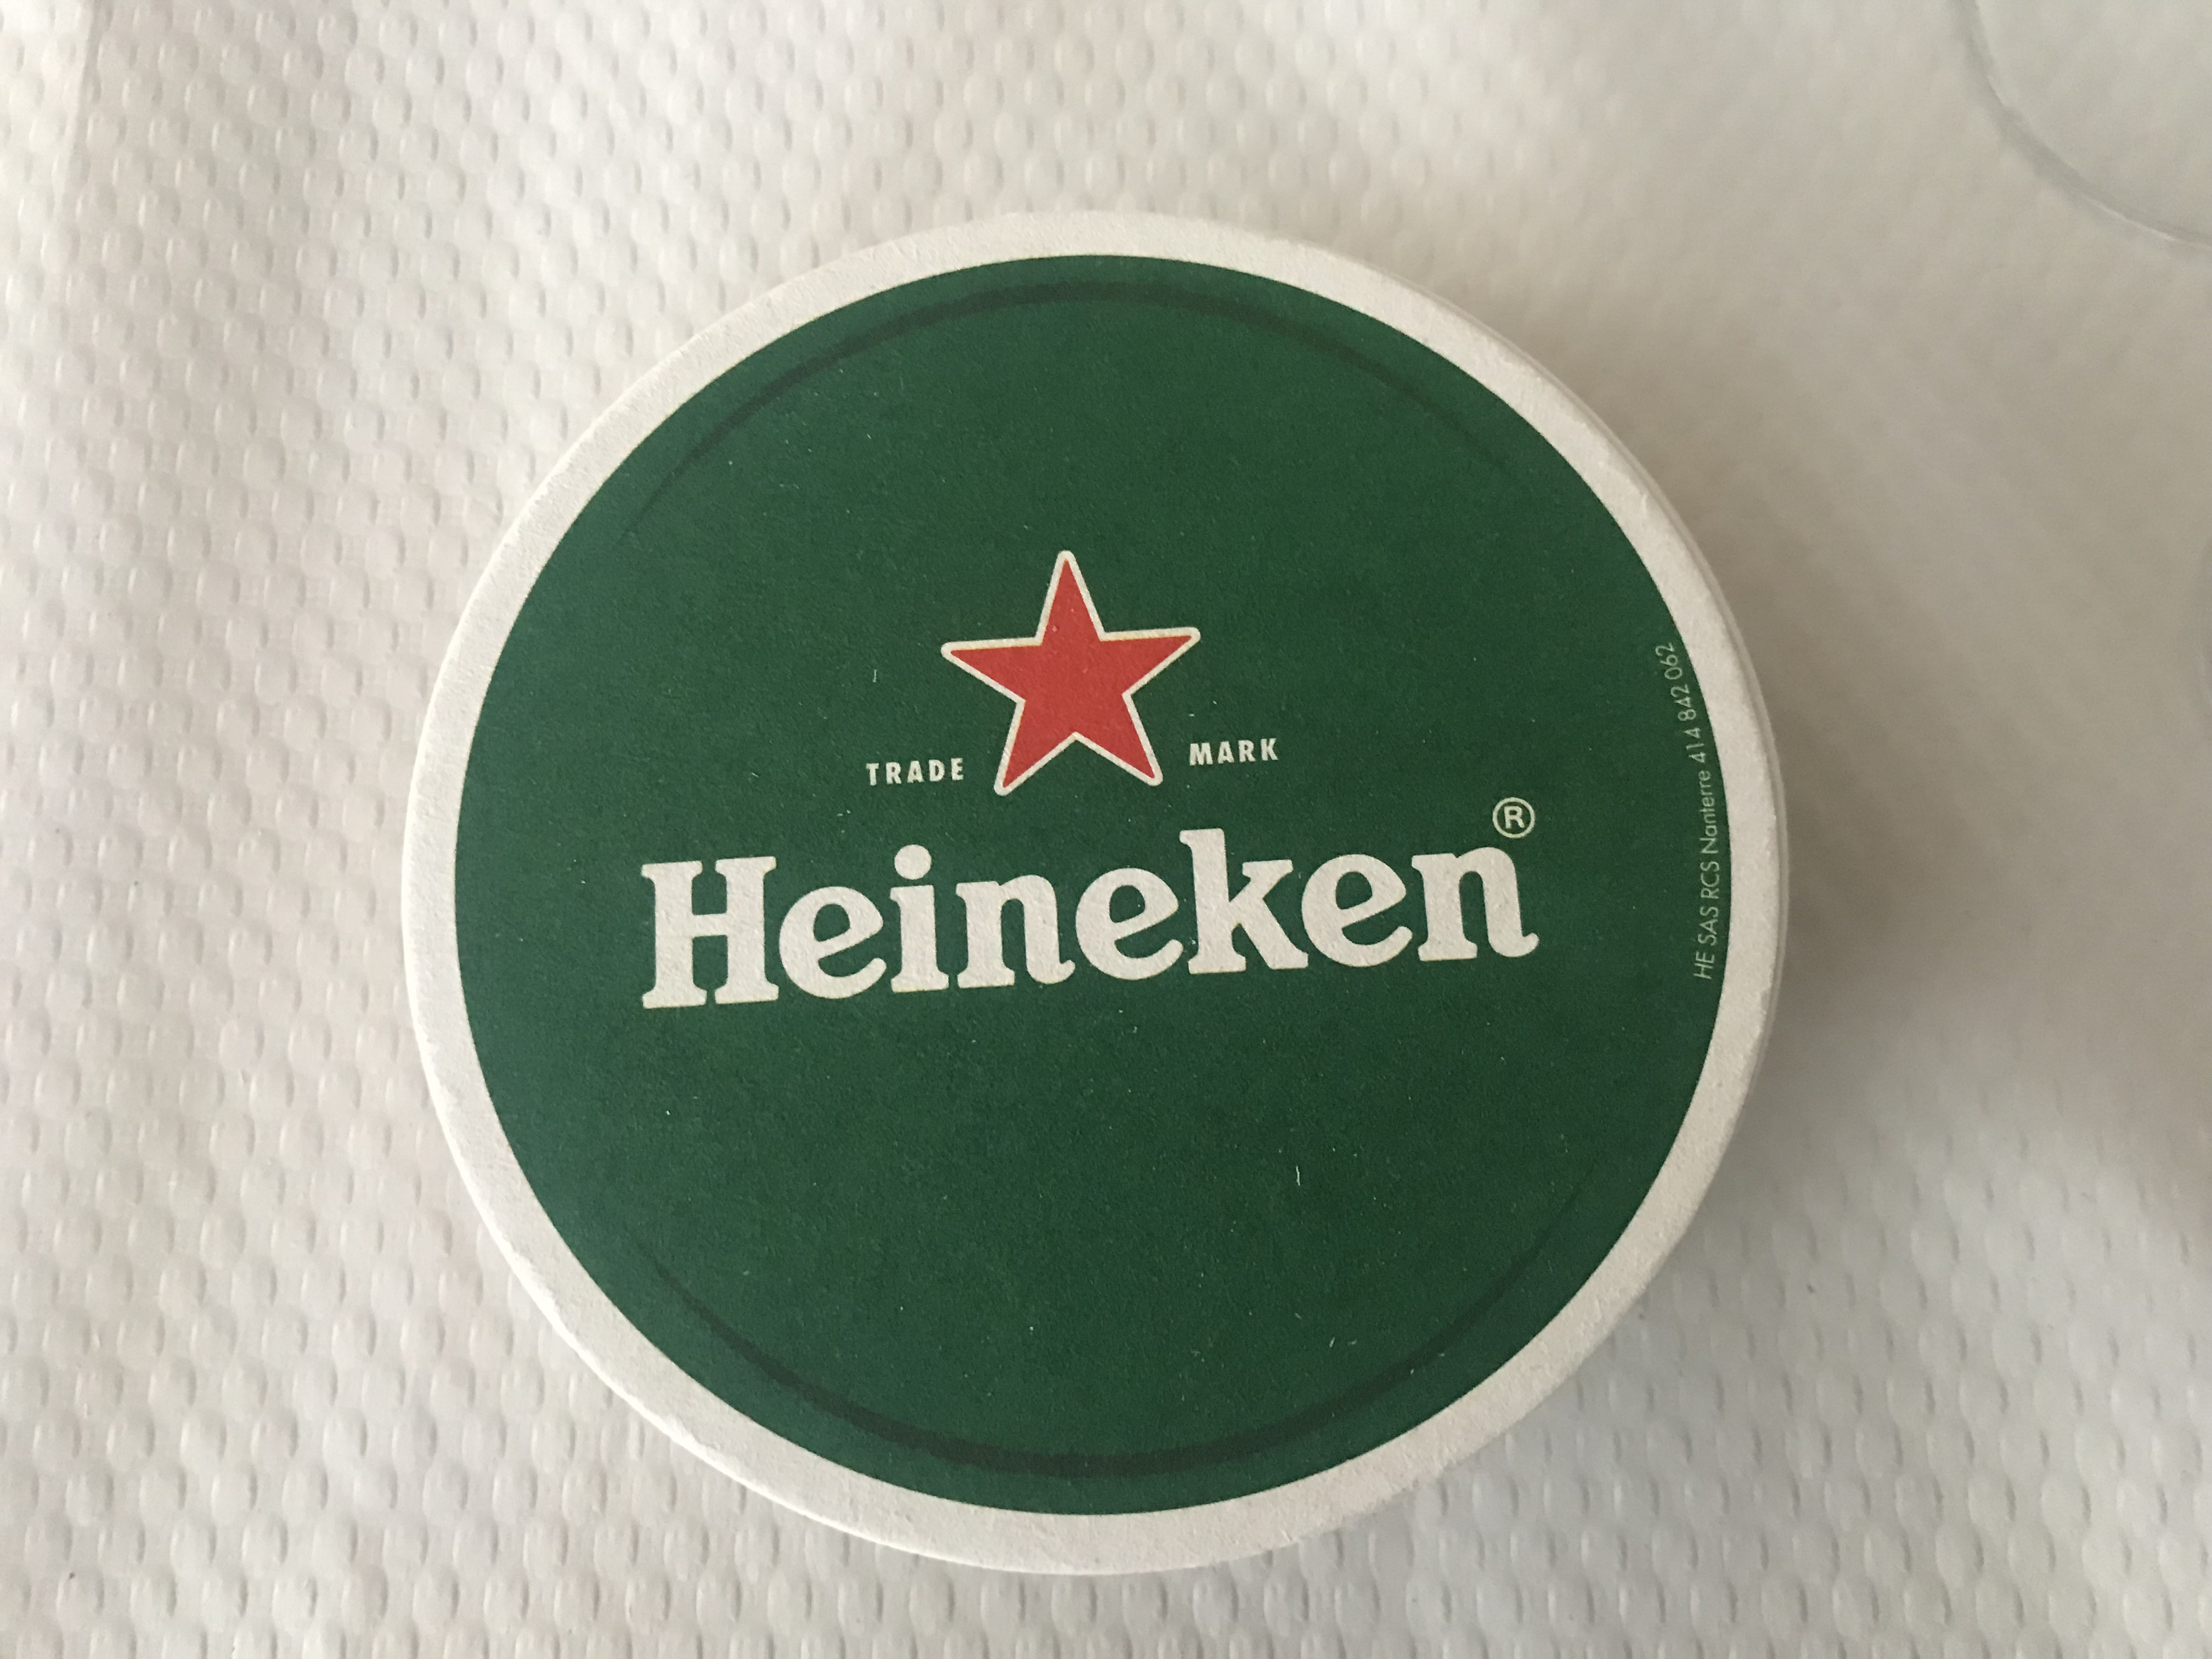 TRADE MARK
Heineken®
HE SAS RCS Nanterre 414 842 062